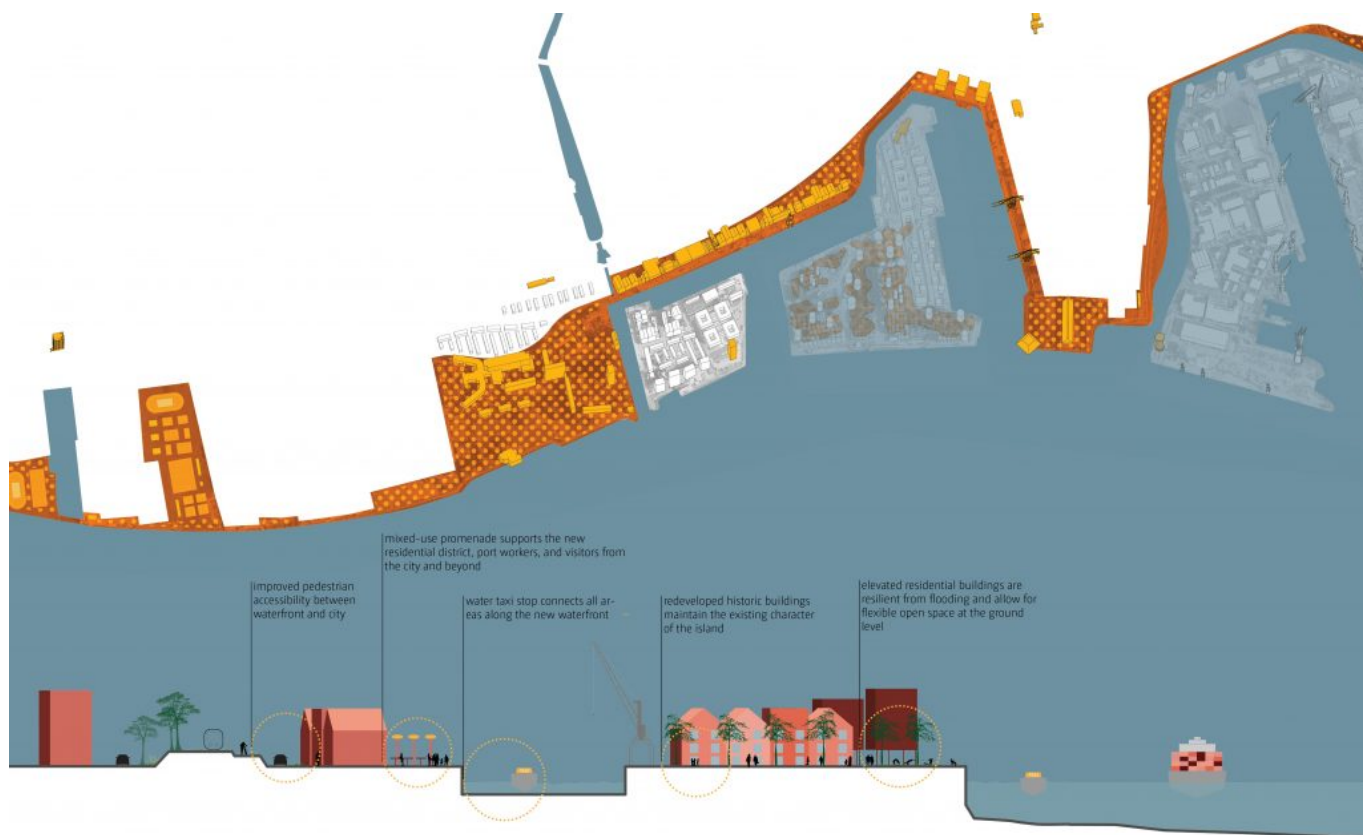 mixed-use promenade supports the new
residential district, port workers, and visitors from
the city and beyond
improved pedestrian
accessibility between
waterfront and city
water taxi stop connects all ar-
eas along the new waterfront
redeveloped historic buildings
maintain the existing character
of the island
elevated residential buildings are
resilient from flooding and allow for
flexible open space at the ground
level